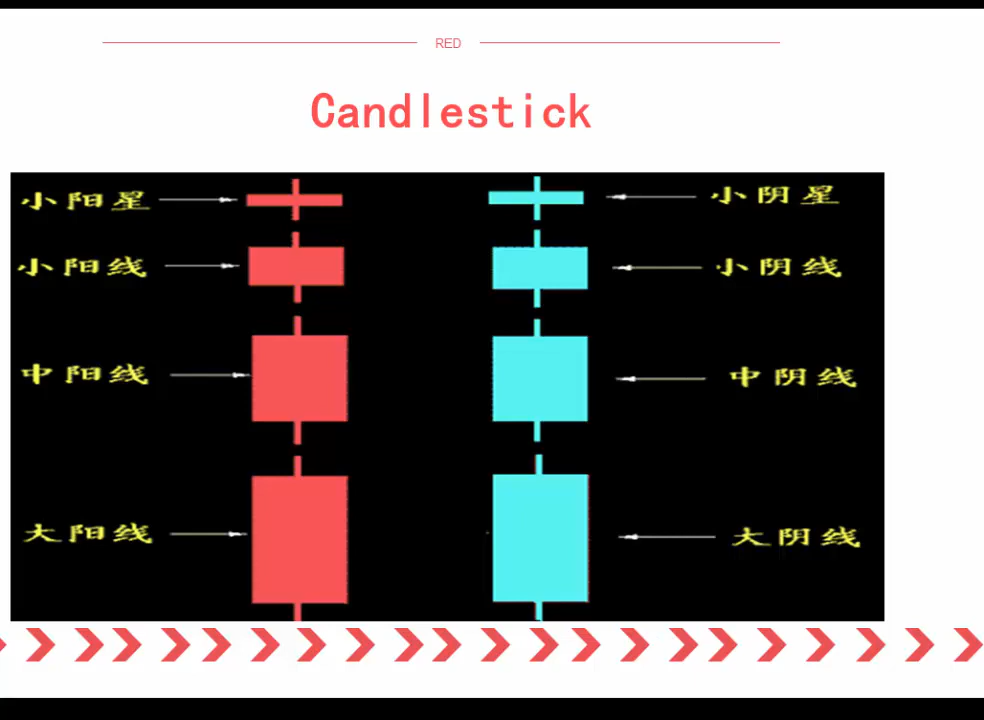 RED
Candlestick
小阳星 小阴星
小阳线 小阴线
中阳线 中阴线
大阳线 大阴线